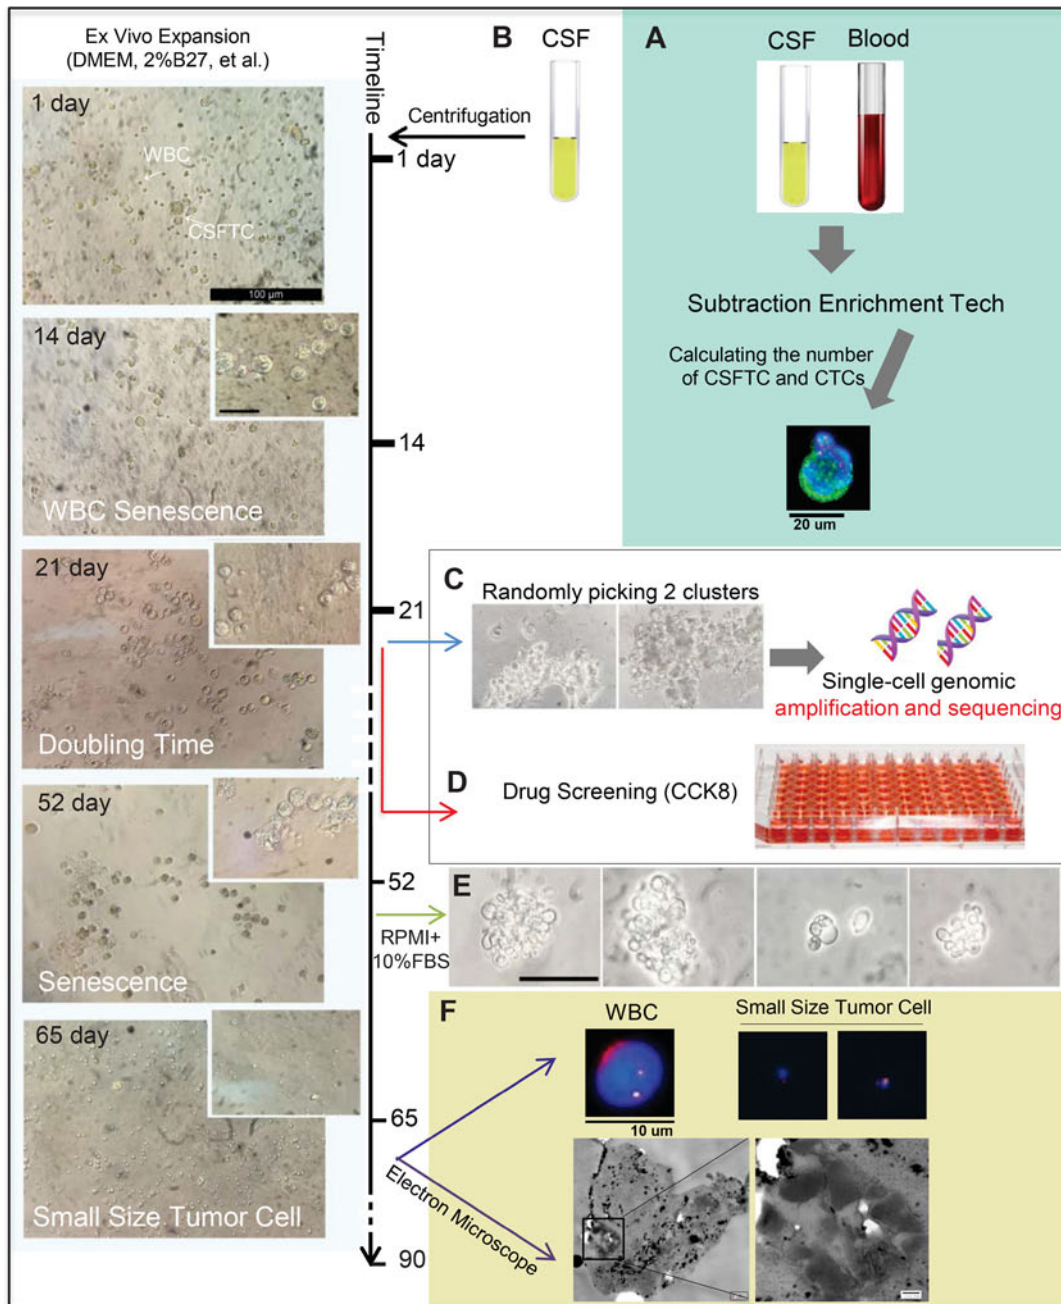 Ex Vivo Expansion
(DMEM, 2%B27, et al.)
1 day
WBC
CSFTC
100 µm
14 day
WBC Senescence
21 day
Doubling Time
52 day
Senescence
65 day
Small Size Tumor Cell
Timeline
1 day
14
21
52
65
90
B
CSF
Centrifugation
A
CSF
Blood
Subtraction Enrichment Tech
Calculating the number
of CSFTC and CTCs
20 um
C
Randomly picking 2 clusters
Single-cell genomic
amplification and sequencing
D
Drug Screening (CCK8)
E
RPMI+
10%FBS
F
WBC
Small Size Tumor Cell
10 um
Electron Microscope